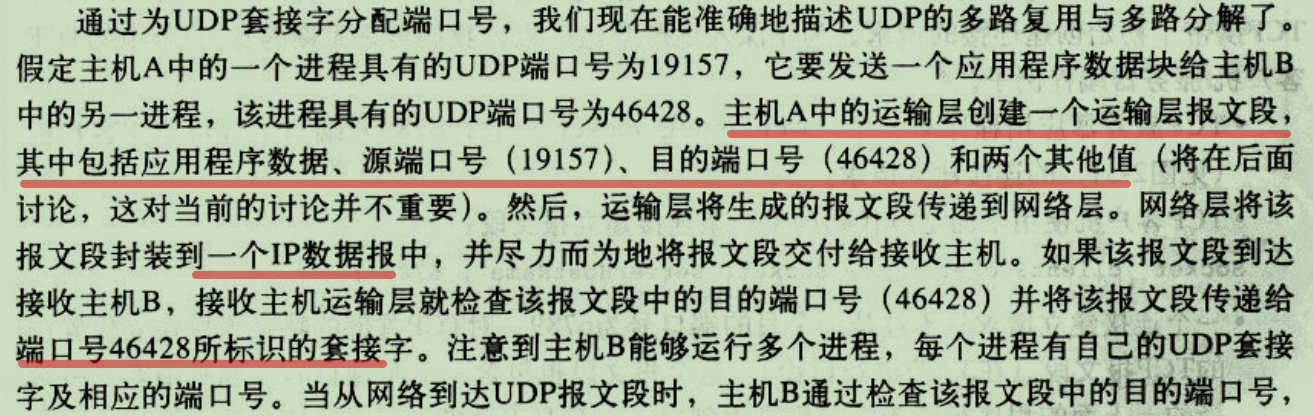 通过为UDP套接字分配端口号，我们现在能准确地描述UDP的多路复用与多路分解了。
假定主机A中的一个进程具有的UDP端口号为19157，它要发送一个应用程序数据块给主机B
中的另一进程，该进程具有的UDP端口号为46428。主机A中的运输层创建一个运输层报文段，
其中包括应用程序数据、源端口号（19157）、目的端口号（46428）和两个其他值（将在后面
讨论，这对当前的讨论并不重要）。然后，运输层将生成的报文段传递到网络层。网络层将该
报文段封装到一个IP数据报中，并尽力而为地将报文段交付给接收主机。如果该报文段到达
接收主机B，接收主机运输层就检查该报文段中的目的端口号（46428）并将该报文段传递给
端口号46428所标识的套接字。注意到主机B能够运行多个进程，每个进程有自己的UDP套接
字及相应的端口号。当从网络到达UDP报文段时，主机B通过检查该报文段中的目的端口号，